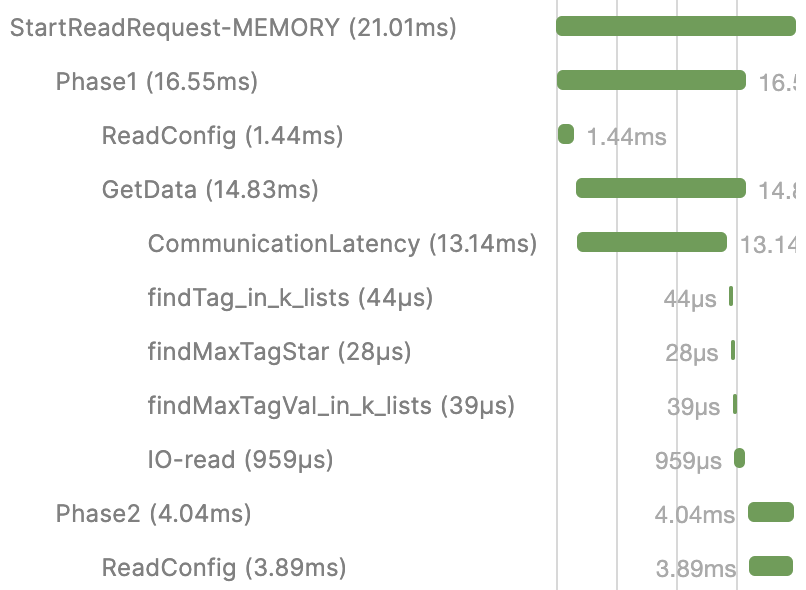 StartReadRequest-MEMORY (21.01ms)
Phase1 (16.55ms) 16.5
ReadConfig (1.44ms) 1.44ms
GetData (14.83ms) 14.8
CommunicationLatency (13.14ms) 13.14
findTag_in_k_lists (44μs) 44μs
findMaxTagStar (28μs) 28μs
findMaxTagVal_in_k_lists (39μs) 39μs
IO-read (959μs) 959μs
Phase2 (4.04ms) 4.04ms
ReadConfig (3.89ms) 3.89ms